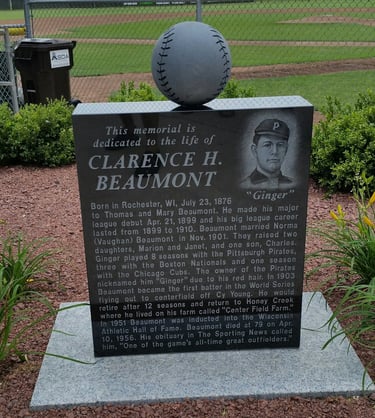 ASCA
This memorial is
dedicated to the life of
CLARENCE H.
BEAUMONT
P
"Ginger"
Born in Rochester, WI, July 23, 1876
to Thomas and Mary Beaumont. He made his major
league debut Apr. 21, 1899 and his big league career
lasted from 1899 to 1910. Beaumont married Norma
(Vaughan) Beaumont in Nov. 1901. They raised two
daughters, Marion and Janet, and one son, Charles.
Ginger played 8 seasons with the Pittsburgh Pirates,
three with the Boston Nationals and one season
with the Chicago Cubs. The owner of the Pirates
nicknamed him "Ginger" due to his red hair. In 1903
Beaumont became the first batter in the World Series
flying out to centerfield off Cy Young. He would
retire after 12 seasons and return to Honey Creek
where he lived on his farm called "Center Field Farm."
In 1951 Beaumont was inducted into the Wisconsin
Athletic Hall of Fame. Beaumont died at 79 on Apr.
10, 1956. His obituary in The Sporting News called
him, "One of the game's all-time great outfielders."